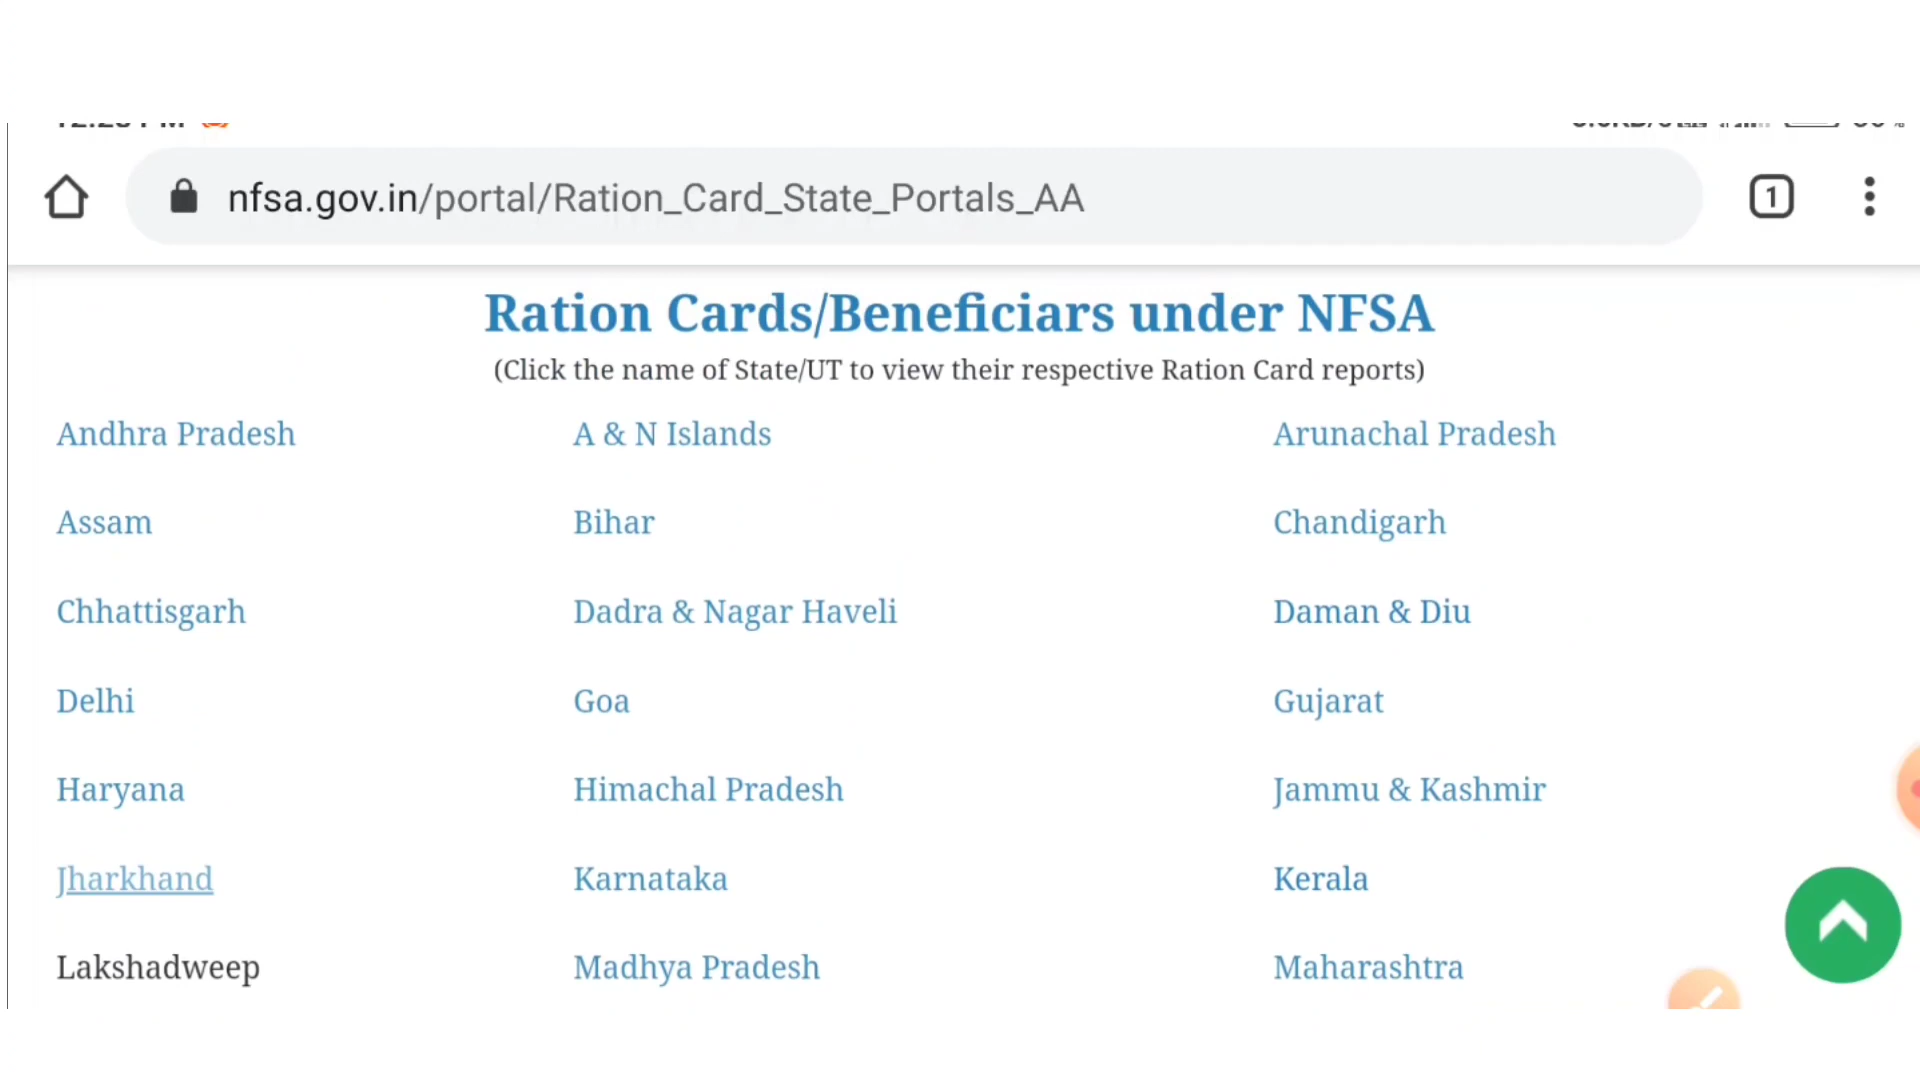 nfsa.gov.in/portal/Ration_Card_State_Portals_AA
1
Ration Cards/Beneficiars under NFSA
(Click the name of State/UT to view their respective Ration Card reports)
Andhra Pradesh A & N Islands Arunachal Pradesh
Assam Bihar Chandigarh
Chhattisgarh Dadra & Nagar Haveli Daman & Diu
Delhi Goa Gujarat
Haryana Himachal Pradesh Jammu & Kashmir
Jharkhand Karnataka Kerala
Lakshadweep Madhya Pradesh Maharashtra